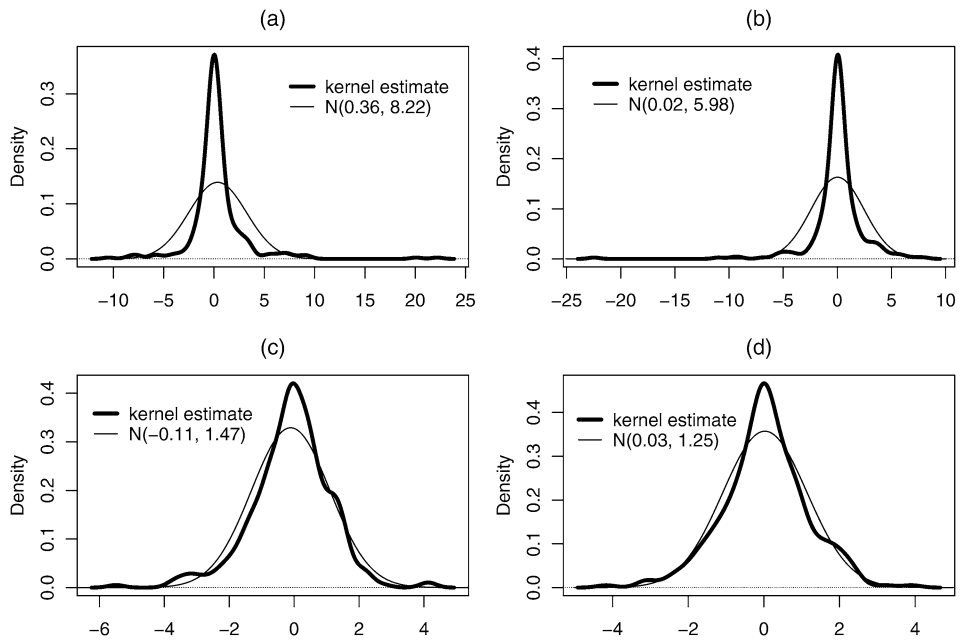 (a)
Density
0.0 0.1 0.2 0.3
kernel estimate
N(0.36, 8.22)
−10 −5 0 5 10 15 20 25
(b)
Density
0.0 0.1 0.2 0.3 0.4
kernel estimate
N(0.02, 5.98)
−25 −20 −15 −10 −5 0 5 10
(c)
Density
0.0 0.1 0.2 0.3 0.4
kernel estimate
N(−0.11, 1.47)
−6 −4 −2 0 2 4
(d)
Density
0.0 0.1 0.2 0.3 0.4
kernel estimate
N(0.03, 1.25)
−4 −2 0 2 4